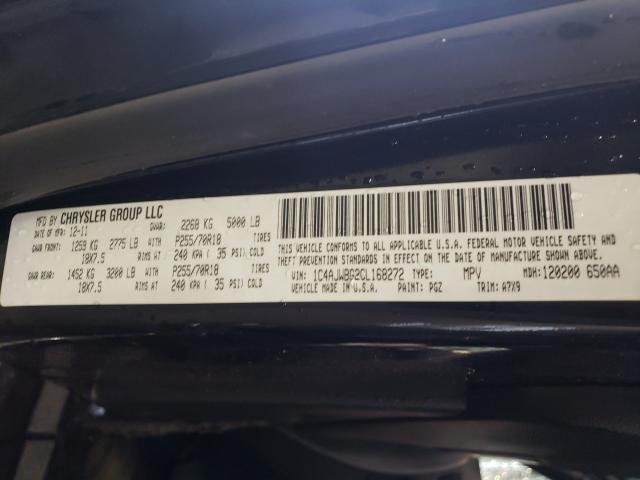 MFD BY CHRYSLER GROUP LLC
DATE OF MFR: 12-11 GVWR: 2268 KG 5000 LB
GAWR FRONT: 1259 KG 2775 LB WITH P255/70R18 TIRES
18X7.5 RIMS AT 240 KPA ( 35 PSI) COLD
GAWR REAR: 1452 KG 3200 LB WITH P255/70R18 TIRES
18X7.5 RIMS AT 240 KPA ( 35 PSI) COLD
THIS VEHICLE CONFORMS TO ALL APPLICABLE U.S.A. FEDERAL MOTOR VEHICLE SAFETY AND
THEFT PREVENTION STANDARDS IN EFFECT ON THE DATE OF MANUFACTURE SHOWN ABOVE.
VIN: 1C4AJWBG2CL168272 TYPE: MPV MDH: 120200 650AA
VEHICLE MADE IN U.S.A. PAINT: PGZ TRIM: A7X9